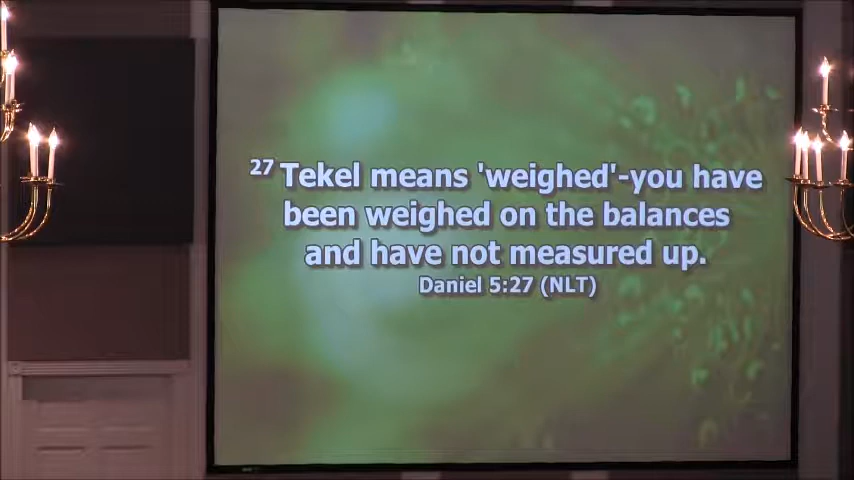 27 Tekel means 'weighed'-you have
been weighed on the balances
and have not measured up.
Daniel 5:27 (NLT)